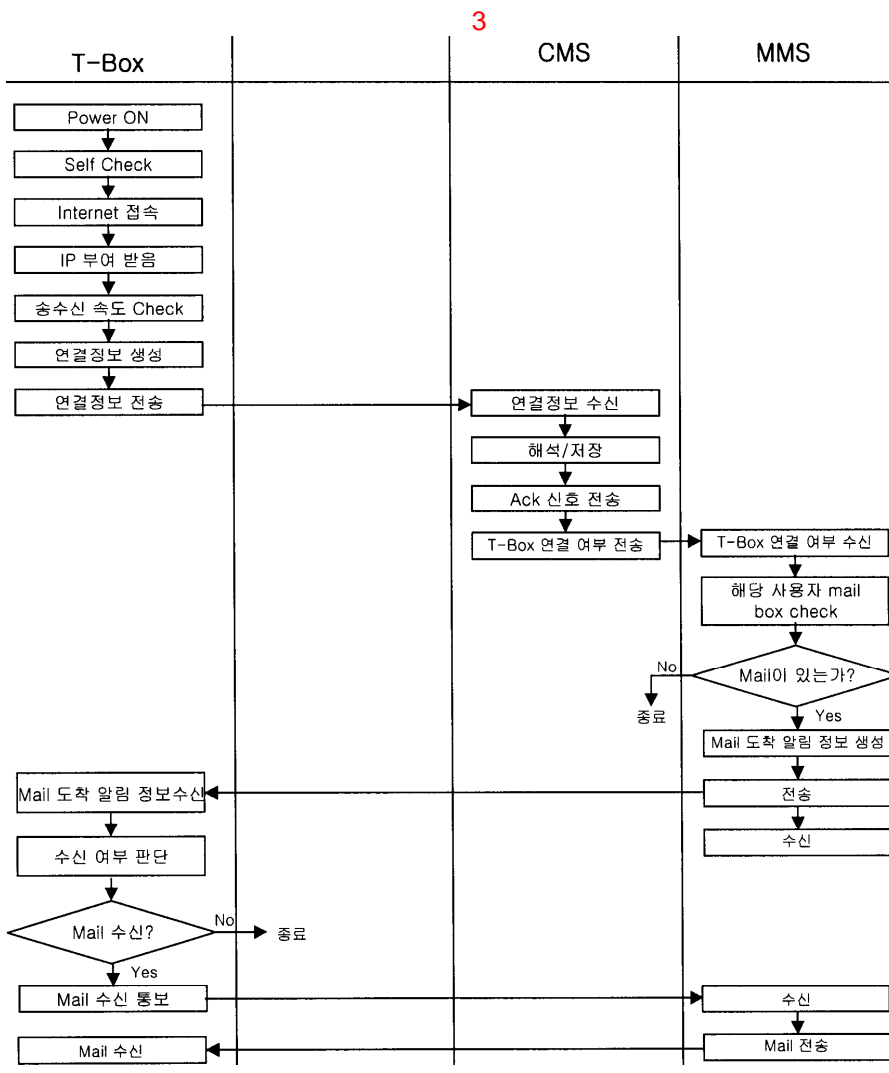 3
T-Box
CMS
MMS
Power ON
Self Check
Internet 접속
IP 부여 받음
송수신 속도 Check
연결정보 생성
연결정보 전송
연결정보 수신
해석/저장
Ack 신호 전송
T-Box 연결 여부 전송
T-Box 연결 여부 수신
해당 사용자 mail
box check
Mail이 있는가?
No
종료
Yes
Mail 도착 알림 정보 생성
전송
Mail 도착 알림 정보수신
수신
수신 여부 판단
Mail 수신?
No
종료
Yes
Mail 수신 통보
수신
Mail 전송
Mail 수신